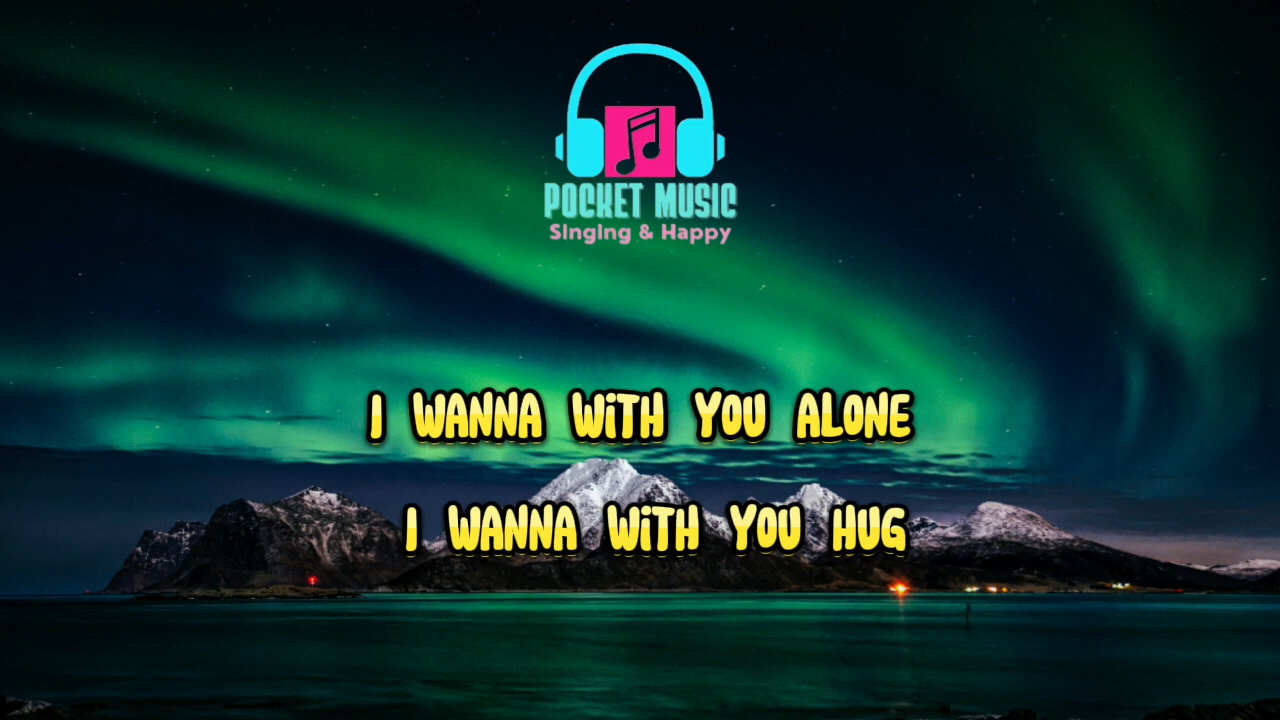 POCKET MUSIC
Singing & Happy
I WANNA WITH YOU ALONE
I WANNA WITH YOU HUG